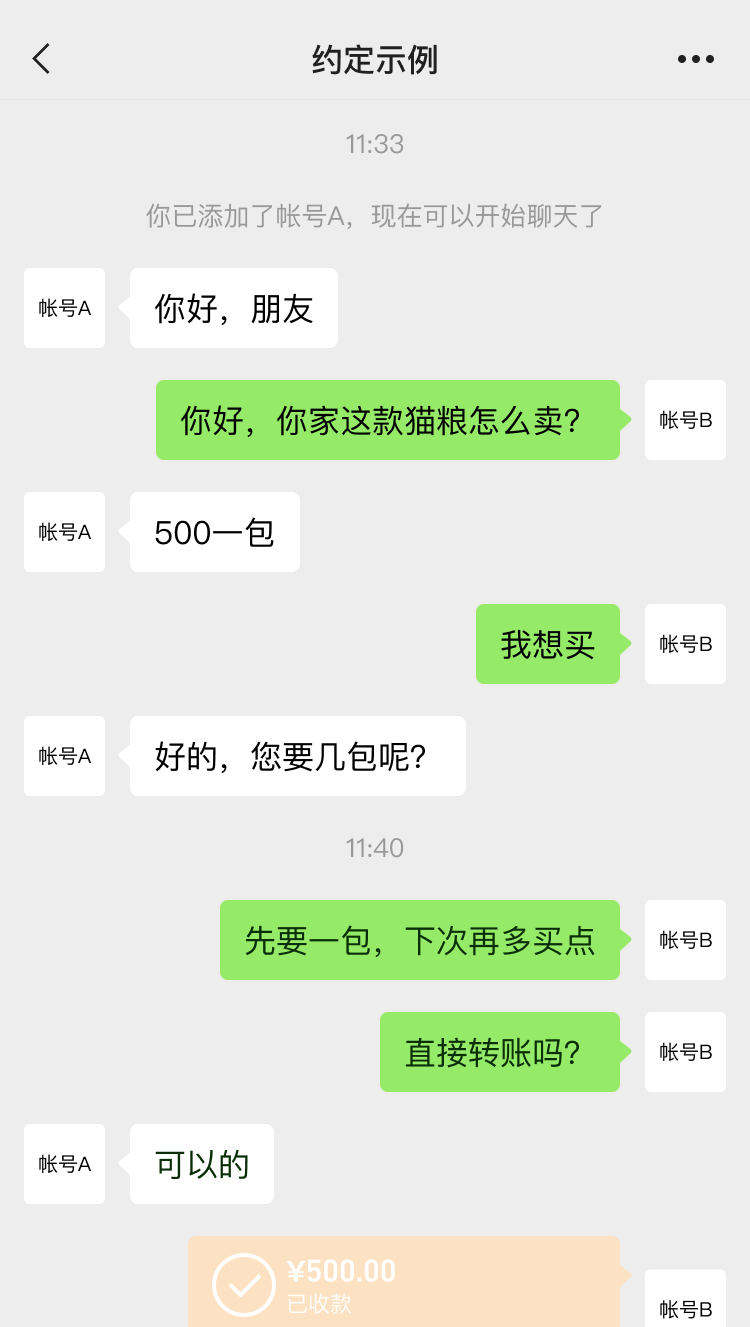 约定示例
11:33
你已添加了帐号A，现在可以开始聊天了
帐号A
你好，朋友
你好，你家这款猫粮怎么卖？
帐号B
帐号A
500一包
我想买
帐号B
帐号A
好的，您要几包呢？
11:40
先要一包，下次再多买点
帐号B
直接转账吗？
帐号B
帐号A
可以的
¥500.00
已收款
帐号B